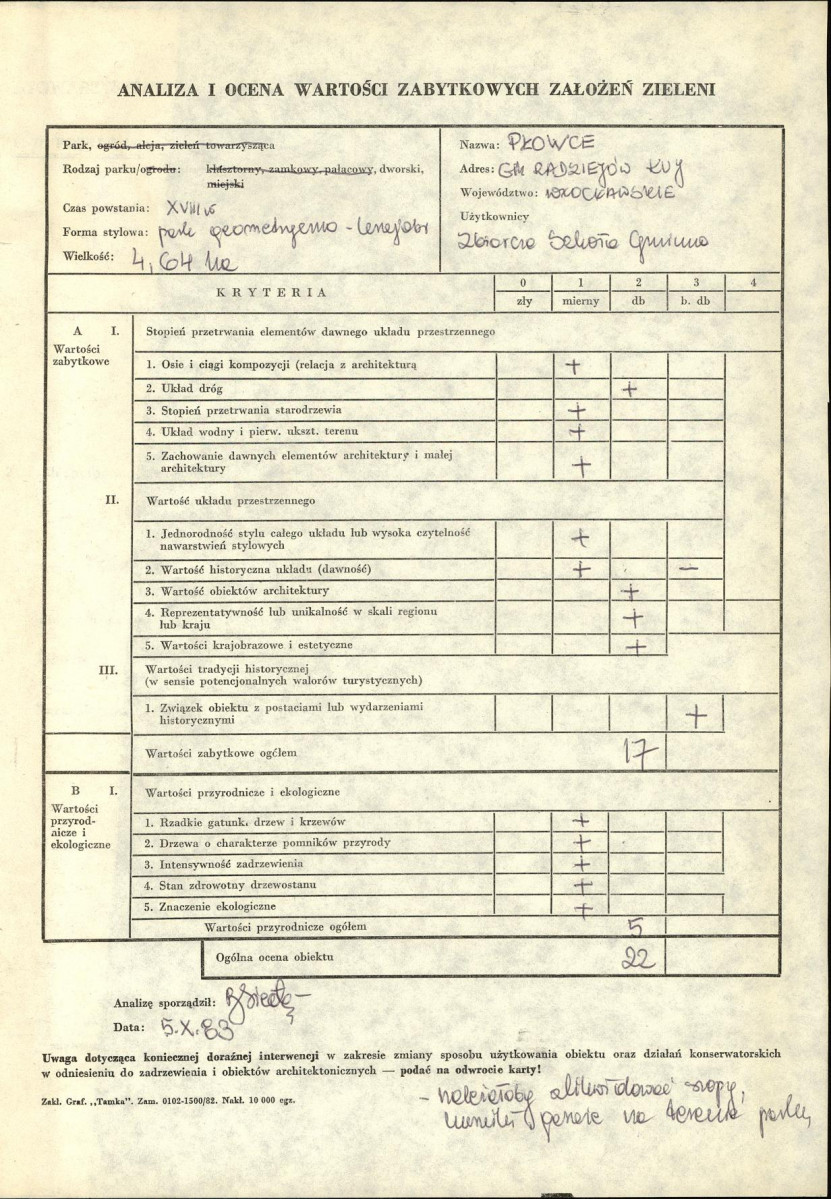 ANALIZA I OCENA WARTOŚCI ZABYTKOWYCH ZAŁOŻEŃ ZIELENI
Park, ogród, aleja, zieleń towarzysząca
Rodzaj parku/ogrodu: klasztorny, zamkowy, pałacowy, dworski,
miejski
Czas powstania: XVIII w
Forma stylowa: park geometryczno -
Wielkość: 4,64 ha
Nazwa: PŁOWCE
Adres: GM RADZIEJÓW KUJ
Województwo: WŁOCŁAWSKIE
Użytkownicy
Zbiorcza Szkoła Gminna
KRYTERIA
0 1 2 3 4
zły mierny db b. db
A I. Stopień przetrwania elementów dawnego układu przestrzennego
Wartości
zabytkowe
1. Osie i ciągi kompozycji (relacja z architekturą +
2. Układ dróg +
3. Stopień przetrwania starodrzewia +
4. Układ wodny i pierw. ukszt. terenu +
5. Zachowanie dawnych elementów architektury i małej
architektury +
II. Wartość układu przestrzennego
1. Jednorodność stylu całego układu lub wysoka czytelność
nawarstwień stylowych +
2. Wartość historyczna układu (dawność) + —
3. Wartość obiektów architektury +
4. Reprezentatywność lub unikalność w skali regionu
lub kraju +
5. Wartości krajobrazowe i estetyczne +
III. Wartości tradycji historycznej
(w sensie potencjonalnych walorów turystycznych)
1. Związek obiektu z postaciami lub wydarzeniami
historycznymi +
Wartości zabytkowe ogółem 17
B I. Wartości przyrodnicze i ekologiczne
Wartości
przyrod-
nicze i
ekologiczne
1. Rzadkie gatunk. drzew i krzewów +
2. Drzewa o charakterze pomników przyrody +
3. Intensywność zadrzewienia +
4. Stan zdrowotny drzewostanu +
5. Znaczenie ekologiczne +
Wartości przyrodnicze ogółem 5
Ogólna ocena obiektu 22
Analizę sporządził:
Data: 5.X.83
Uwaga dotycząca koniecznej doraźnej interwencji w zakresie zmiany sposobu użytkowania obiektu oraz działań konserwatorskich
w odniesieniu do zadrzewienia i obiektów architektonicznych — podać na odwrocie karty!
Zakł. Graf. „Tamka". Zam. 0102-1500/82. Nakł. 10 000 egz.
- należałoby zlikwidować szopy,
garaże na terenie parku